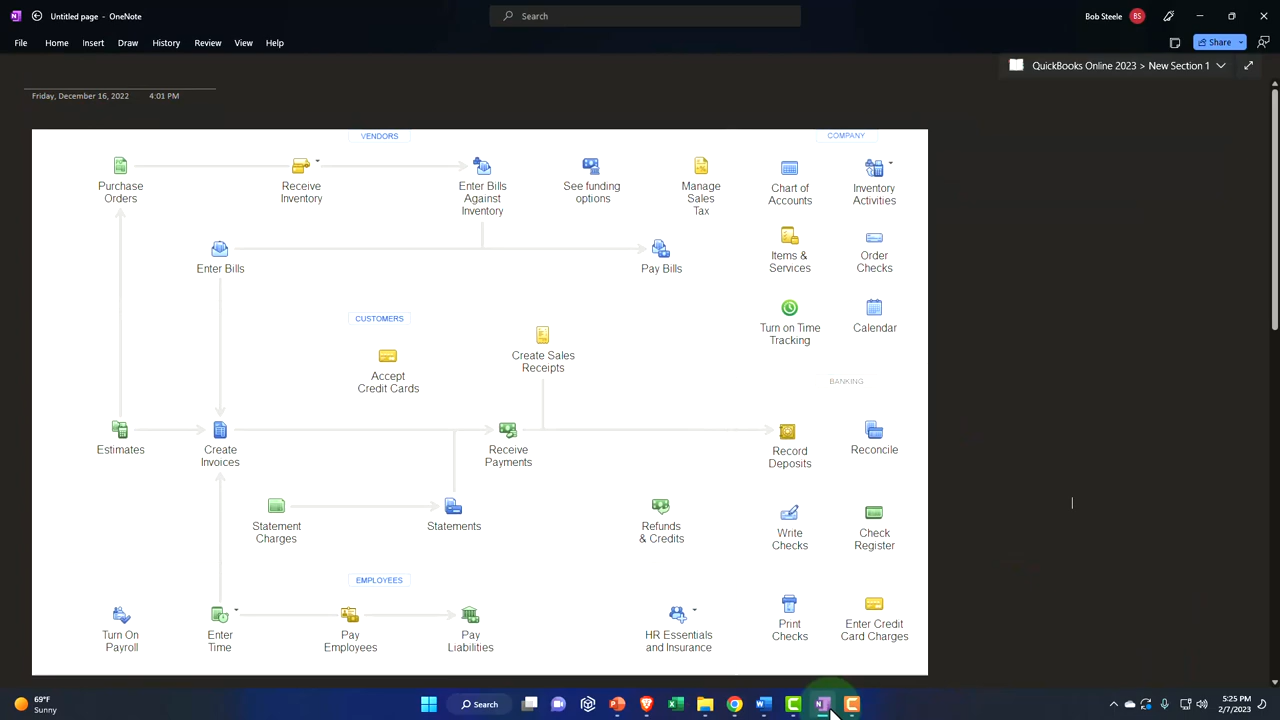 Untitled page - OneNote
Search
Bob Steele
BS
File
Home
Insert
Draw
History
Review
View
Help
Share
QuickBooks Online 2023 > New Section 1
Friday, December 16, 2022
4:01 PM
VENDORS
COMPANY
Purchase
Orders
Receive
Inventory
Enter Bills
Against
Inventory
See funding
options
Manage
Sales
Tax
Chart of
Accounts
Inventory
Activities
Enter Bills
Pay Bills
Items &
Services
Order
Checks
CUSTOMERS
Accept
Credit Cards
Create Sales
Receipts
Turn on Time
Tracking
Calendar
BANKING
Estimates
Create
Invoices
Receive
Payments
Record
Deposits
Reconcile
Statement
Charges
Statements
Refunds
& Credits
Write
Checks
Check
Register
EMPLOYEES
Turn On
Payroll
Enter
Time
Pay
Employees
Pay
Liabilities
HR Essentials
and Insurance
Print
Checks
Enter Credit
Card Charges
69°F
Sunny
Search
5:25 PM
2/7/2023